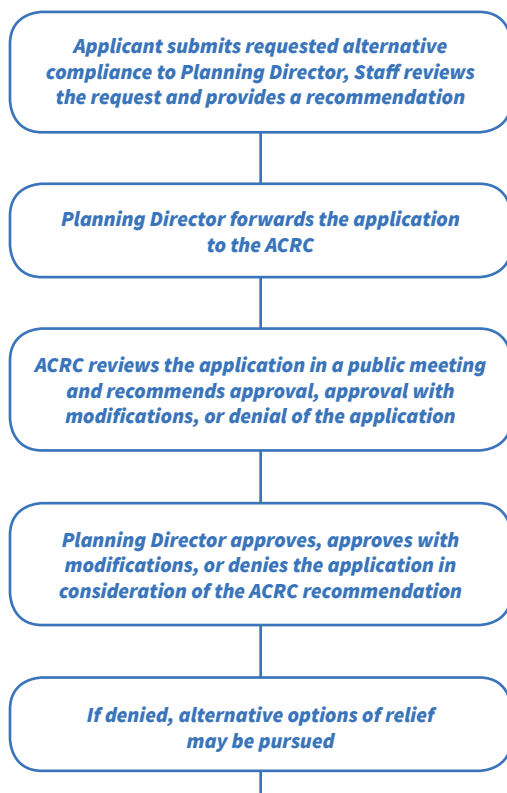 Applicant submits requested alternative
compliance to Planning Director, Staff reviews
the request and provides a recommendation
Planning Director forwards the application
to the ACRC
ACRC reviews the application in a public meeting
and recommends approval, approval with
modifications, or denial of the application
Planning Director approves, approves with
modifications, or denies the application in
consideration of the ACRC recommendation
If denied, alternative options of relief
may be pursued